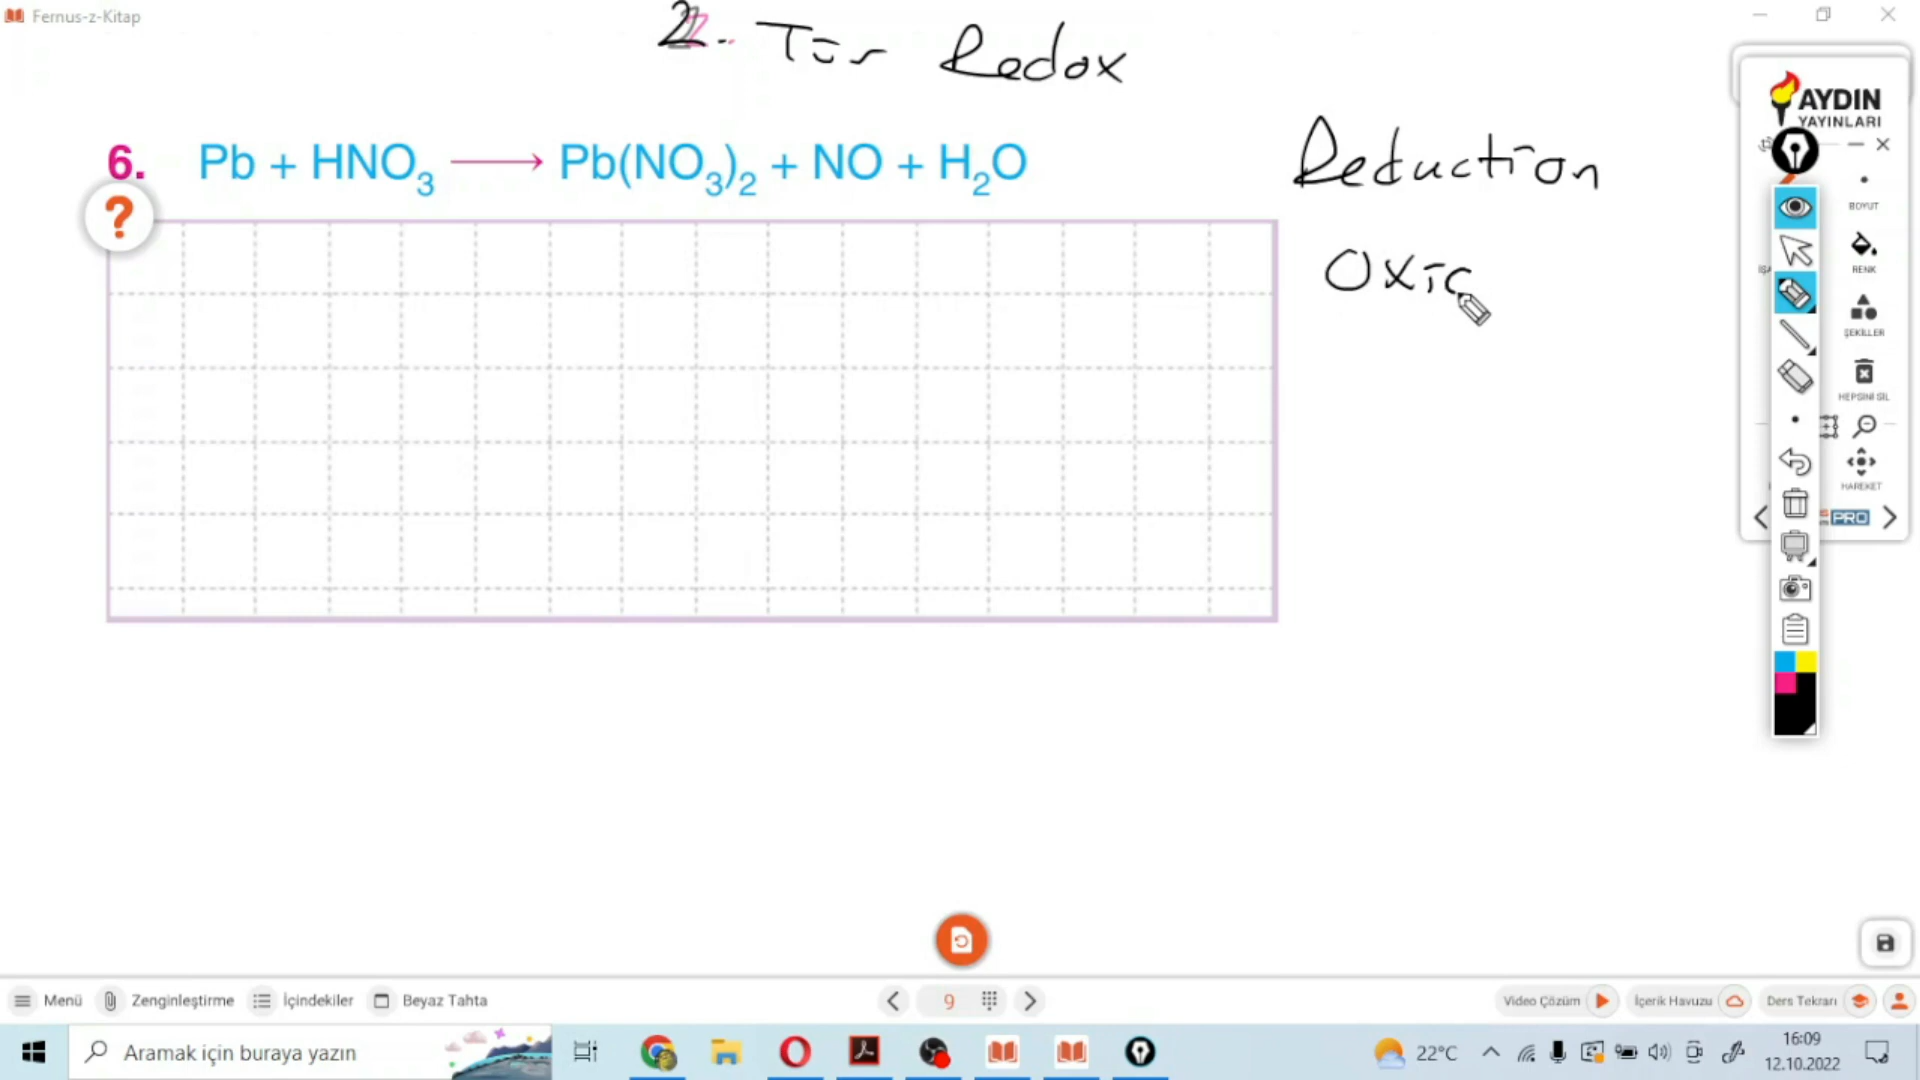 Fernus-z-Kitap
2. Tür Redox
AYDIN
YAYINLARI
6. Pb + HNO₃ ⟶ Pb(NO₃)₂ + NO + H₂O
Reduction
?
BOYUT
RENK
Oxid
ŞEKİLLER
HEPSİNİ SİL
HAREKET
PRO
Menü
Zenginleştirme
İçindekiler
Beyaz Tahta
9
Video Çözüm
İçerik Havuzu
Ders Tekrarı
Aramak için buraya yazın
22°C
16:09
12.10.2022